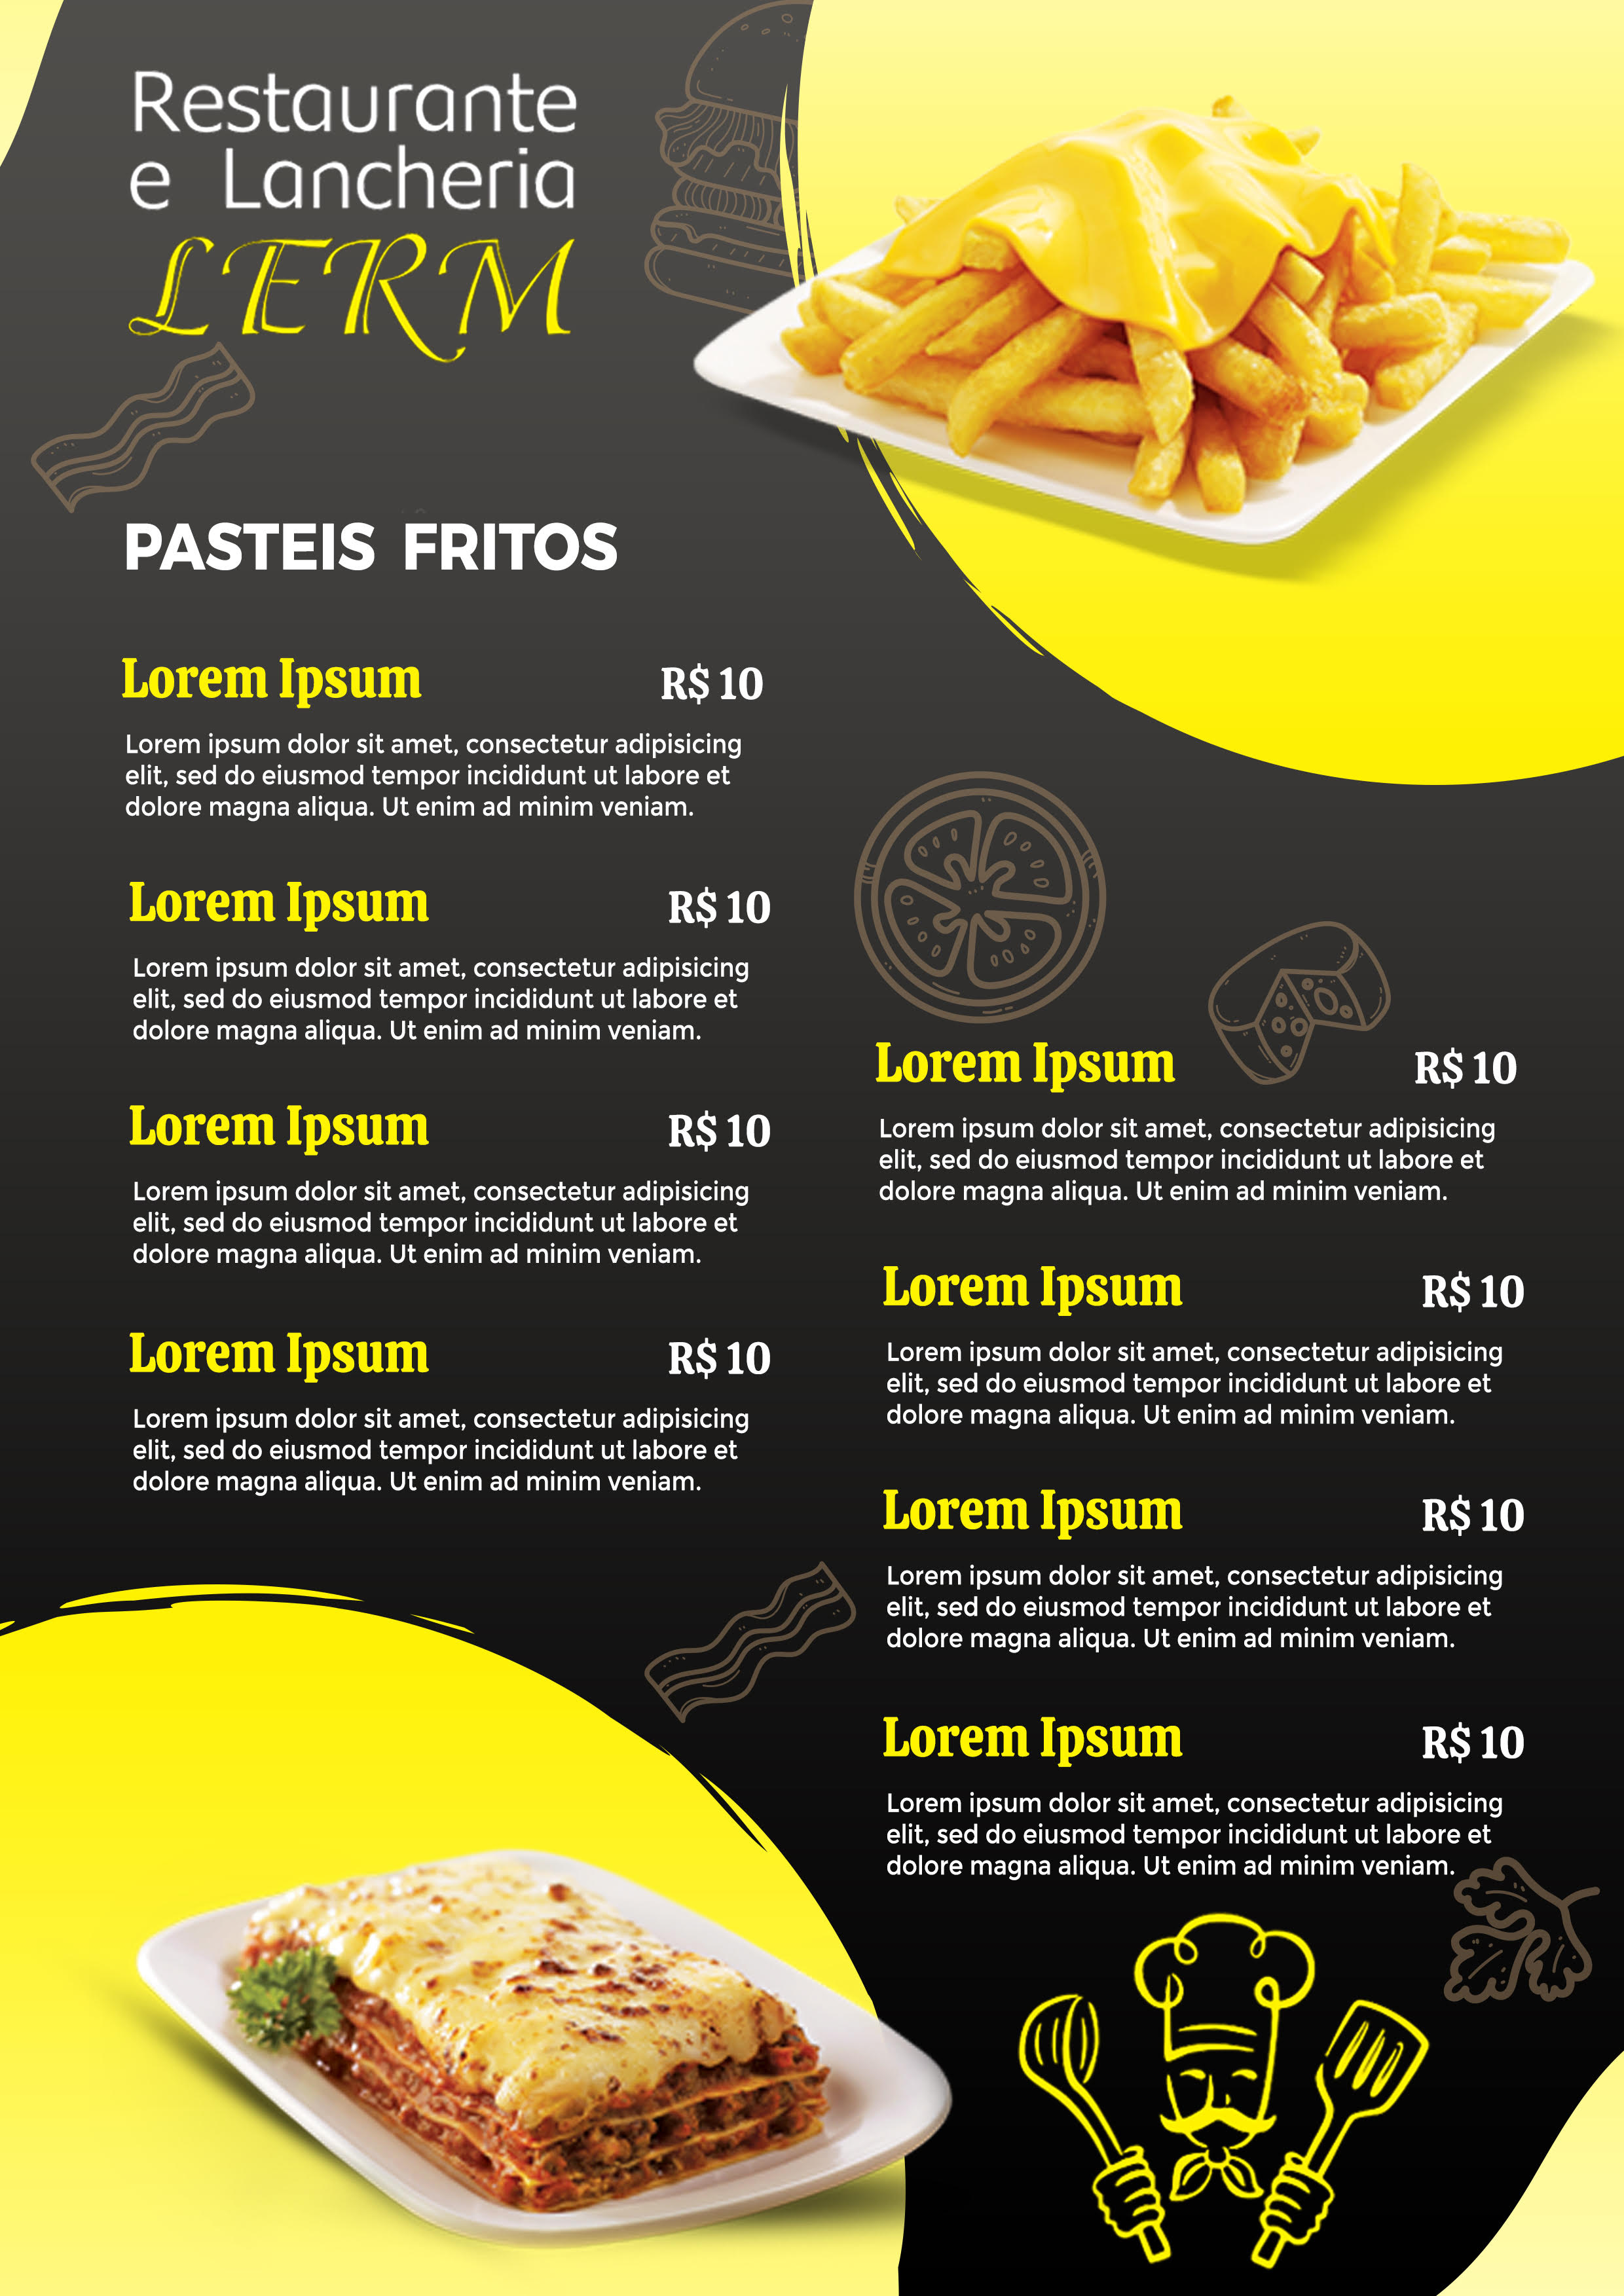 Restaurante
e Lancheria
LERM
PASTEIS FRITOS
Lorem Ipsum R$ 10
Lorem ipsum dolor sit amet, consectetur adipisicing
elit, sed do eiusmod tempor incididunt ut labore et
dolore magna aliqua. Ut enim ad minim veniam.
Lorem Ipsum R$ 10
Lorem ipsum dolor sit amet, consectetur adipisicing
elit, sed do eiusmod tempor incididunt ut labore et
dolore magna aliqua. Ut enim ad minim veniam.
Lorem Ipsum R$ 10
Lorem ipsum dolor sit amet, consectetur adipisicing
elit, sed do eiusmod tempor incididunt ut labore et
dolore magna aliqua. Ut enim ad minim veniam.
Lorem Ipsum R$ 10
Lorem ipsum dolor sit amet, consectetur adipisicing
elit, sed do eiusmod tempor incididunt ut labore et
dolore magna aliqua. Ut enim ad minim veniam.
Lorem Ipsum R$ 10
Lorem ipsum dolor sit amet, consectetur adipisicing
elit, sed do eiusmod tempor incididunt ut labore et
dolore magna aliqua. Ut enim ad minim veniam.
Lorem Ipsum R$ 10
Lorem ipsum dolor sit amet, consectetur adipisicing
elit, sed do eiusmod tempor incididunt ut labore et
dolore magna aliqua. Ut enim ad minim veniam.
Lorem Ipsum R$ 10
Lorem ipsum dolor sit amet, consectetur adipisicing
elit, sed do eiusmod tempor incididunt ut labore et
dolore magna aliqua. Ut enim ad minim veniam.
Lorem Ipsum R$ 10
Lorem ipsum dolor sit amet, consectetur adipisicing
elit, sed do eiusmod tempor incididunt ut labore et
dolore magna aliqua. Ut enim ad minim veniam.